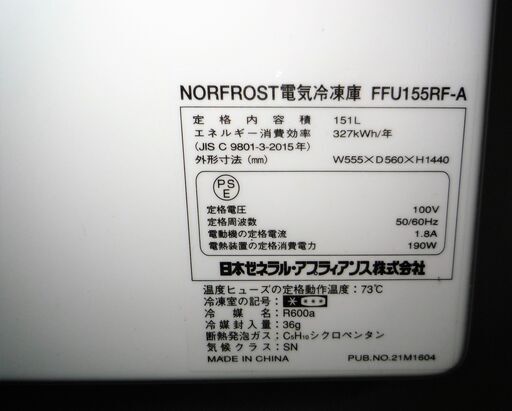 NORFROST電気冷凍庫 FFU155RF-A
定格内容積 151L
エネルギー消費効率 327kWh/年
(JIS C 9801-3-2015年)
外形寸法(mm) W555×D560×H1440
PS
E
定格電圧 100V
定格周波数 50/60Hz
電動機の定格電流 1.8A
電熱装置の定格消費電力 190W
日本ゼネラル・アプライアンス株式会社
温度ヒューズの定格動作温度:73℃
冷凍室の記号:
冷媒名:R600a
冷媒封入量:36g
断熱発泡ガス:C5H10シクロペンタン
気候クラス:SN
MADE IN CHINA PUB.NO.21M1604